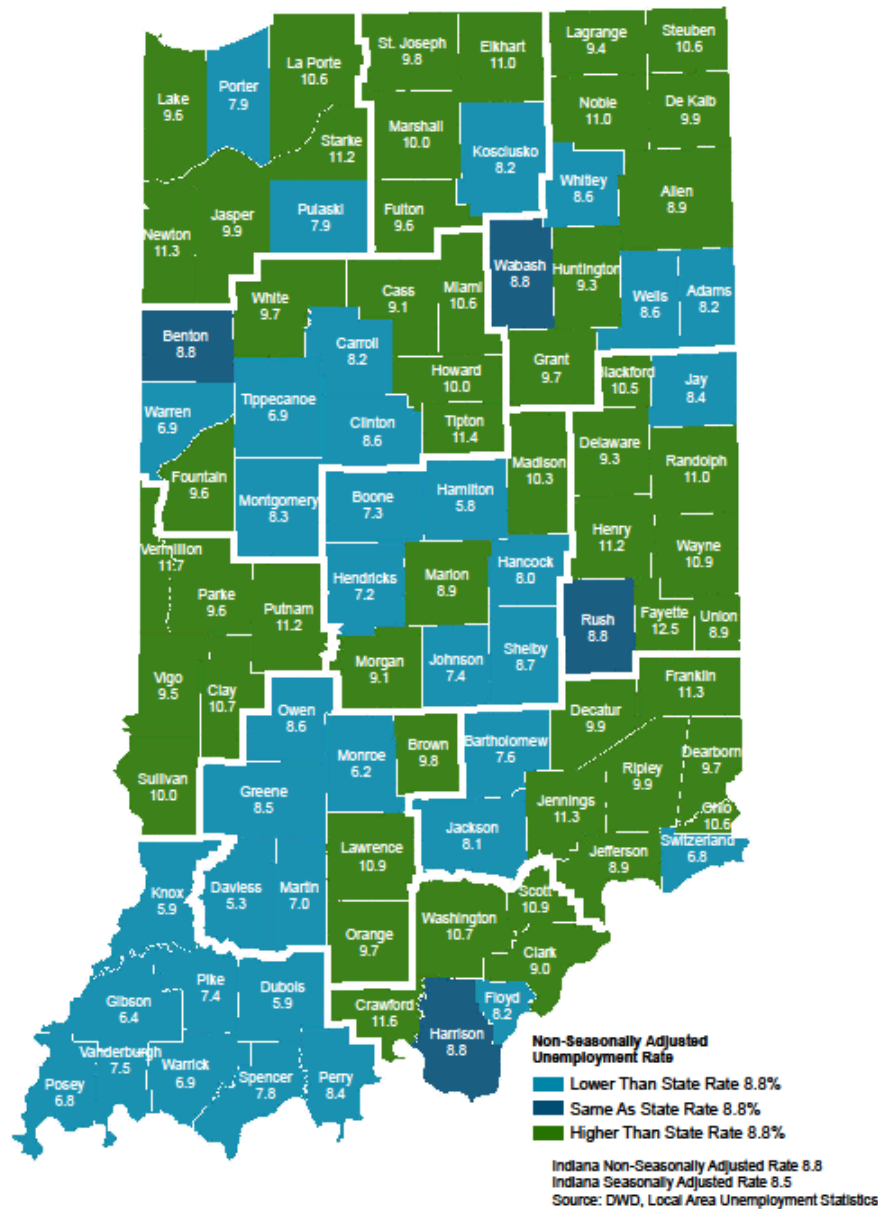 St. Joseph
9.8
Elkhart
11.0
Lagrange
9.4
Steuben
10.6
La Porte
10.6
Porter
7.9
Lake
9.6
Noble
11.0
De Kalb
9.9
Marshall
10.0
Starke
11.2
Kosciusko
8.2
Whitley
8.6
Allen
8.9
Pulaski
7.9
Fulton
9.6
Jasper
9.9
Newton
11.3
Wabash
8.8
Huntington
9.3
Wells
8.6
Adams
8.2
White
9.7
Cass
9.1
Miami
10.6
Benton
8.8
Carroll
8.2
Howard
10.0
Grant
9.7
Blackford
10.5
Jay
8.4
Warren
6.9
Tippecanoe
6.9
Clinton
8.6
Tipton
11.4
Madison
10.3
Delaware
9.3
Randolph
11.0
Fountain
9.6
Montgomery
8.3
Boone
7.3
Hamilton
5.8
Henry
11.2
Wayne
10.9
Vermillion
11.7
Parke
9.6
Putnam
11.2
Hendricks
7.2
Marion
8.9
Hancock
8.0
Rush
8.8
Fayette
12.5
Union
8.9
Vigo
9.5
Clay
10.7
Morgan
9.1
Johnson
7.4
Shelby
8.7
Franklin
11.3
Owen
8.6
Monroe
6.2
Brown
9.8
Bartholomew
7.6
Decatur
9.9
Ripley
9.9
Dearborn
9.7
Sullivan
10.0
Greene
8.5
Jennings
11.3
Ohio
10.6
Jackson
8.1
Lawrence
10.9
Jefferson
8.9
Switzerland
6.8
Knox
5.9
Daviess
5.3
Martin
7.0
Orange
9.7
Washington
10.7
Scott
10.9
Clark
9.0
Gibson
6.4
Pike
7.4
Dubois
5.9
Crawford
11.6
Harrison
8.8
Floyd
8.2
Posey
6.8
Vanderburgh
7.5
Warrick
6.9
Spencer
7.8
Perry
8.4
Non-Seasonally Adjusted
Unemployment Rate
Lower Than State Rate 8.8%
Same As State Rate 8.8%
Higher Than State Rate 8.8%
Indiana Non-Seasonally Adjusted Rate 8.8
Indiana Seasonally Adjusted Rate 8.5
Source: DWD, Local Area Unemployment Statistics